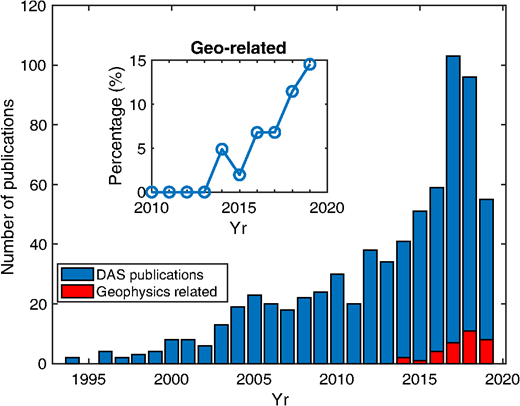 120
100
80
60
40
20
0
Number of publications
Geo-related
15
10
5
0
Percentage (%)
2010 2015 2020
Yr
DAS publications
Geophysics related
1995 2000 2005 2010 2015 2020
Yr